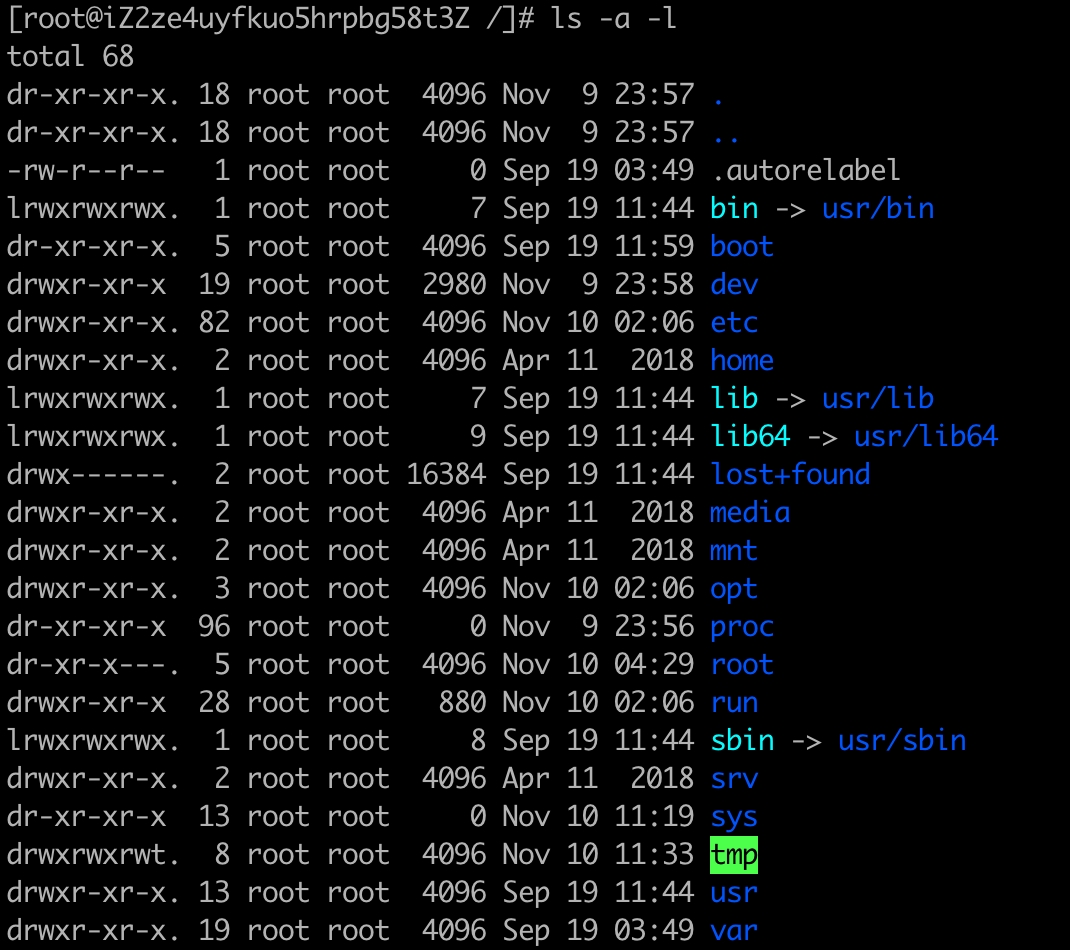 [root@iZ2ze4uyfkuo5hrpbg58t3Z /]# ls -a -l
total 68
dr-xr-xr-x. 18 root root  4096 Nov  9 23:57 .
dr-xr-xr-x. 18 root root  4096 Nov  9 23:57 ..
-rw-r--r--   1 root root     0 Sep 19 03:49 .autorelabel
lrwxrwxrwx.  1 root root     7 Sep 19 11:44 bin -> usr/bin
dr-xr-xr-x.  5 root root  4096 Sep 19 11:59 boot
drwxr-xr-x  19 root root  2980 Nov  9 23:58 dev
drwxr-xr-x. 82 root root  4096 Nov 10 02:06 etc
drwxr-xr-x.  2 root root  4096 Apr 11  2018 home
lrwxrwxrwx.  1 root root     7 Sep 19 11:44 lib -> usr/lib
lrwxrwxrwx.  1 root root     9 Sep 19 11:44 lib64 -> usr/lib64
drwx------.  2 root root 16384 Sep 19 11:44 lost+found
drwxr-xr-x.  2 root root  4096 Apr 11  2018 media
drwxr-xr-x.  2 root root  4096 Apr 11  2018 mnt
drwxr-xr-x.  3 root root  4096 Nov 10 02:06 opt
dr-xr-xr-x  96 root root     0 Nov  9 23:56 proc
dr-xr-x---.  5 root root  4096 Nov 10 04:29 root
drwxr-xr-x  28 root root   880 Nov 10 02:06 run
lrwxrwxrwx.  1 root root     8 Sep 19 11:44 sbin -> usr/sbin
drwxr-xr-x.  2 root root  4096 Apr 11  2018 srv
dr-xr-xr-x  13 root root     0 Nov 10 11:19 sys
drwxrwxrwt.  8 root root  4096 Nov 10 11:33 tmp
drwxr-xr-x. 13 root root  4096 Sep 19 11:44 usr
drwxr-xr-x. 19 root root  4096 Sep 19 03:49 var